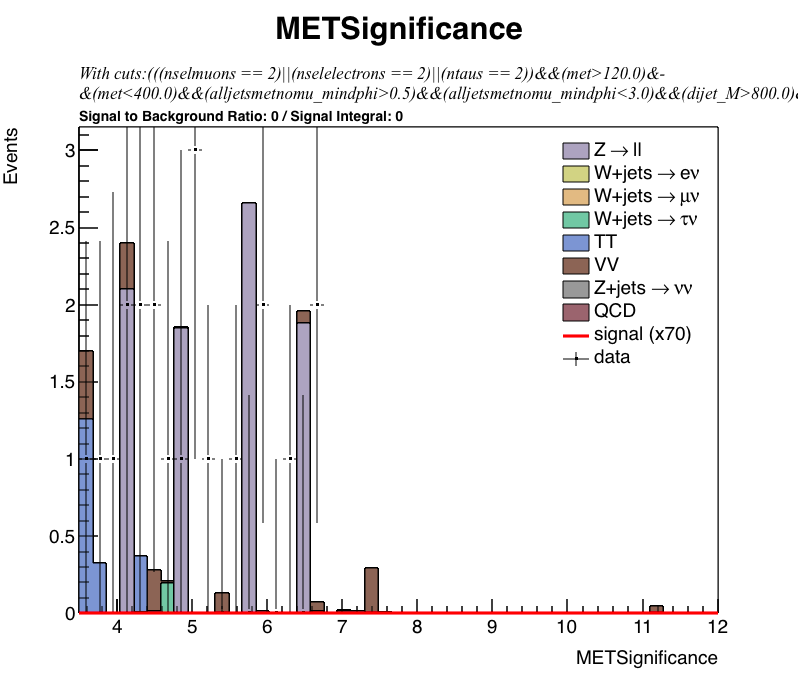 METSignificance
With cuts:(((nselmuons == 2)||(nselelectrons == 2)||(ntaus == 2))&&(met>120.0)&-
&(met<400.0)&&(alljetsmetnomu_mindphi>0.5)&&(alljetsmetnomu_mindphi<3.0)&&(dijet_M>800.0)&
Signal to Background Ratio: 0 / Signal Integral: 0
Events
3
2.5
2
1.5
1
0.5
0
Z → ll
W+jets → eν
W+jets → μν
W+jets → τν
TT
VV
Z+jets → νν
QCD
signal (x70)
data
4 5 6 7 8 9 10 11 12
METSignificance